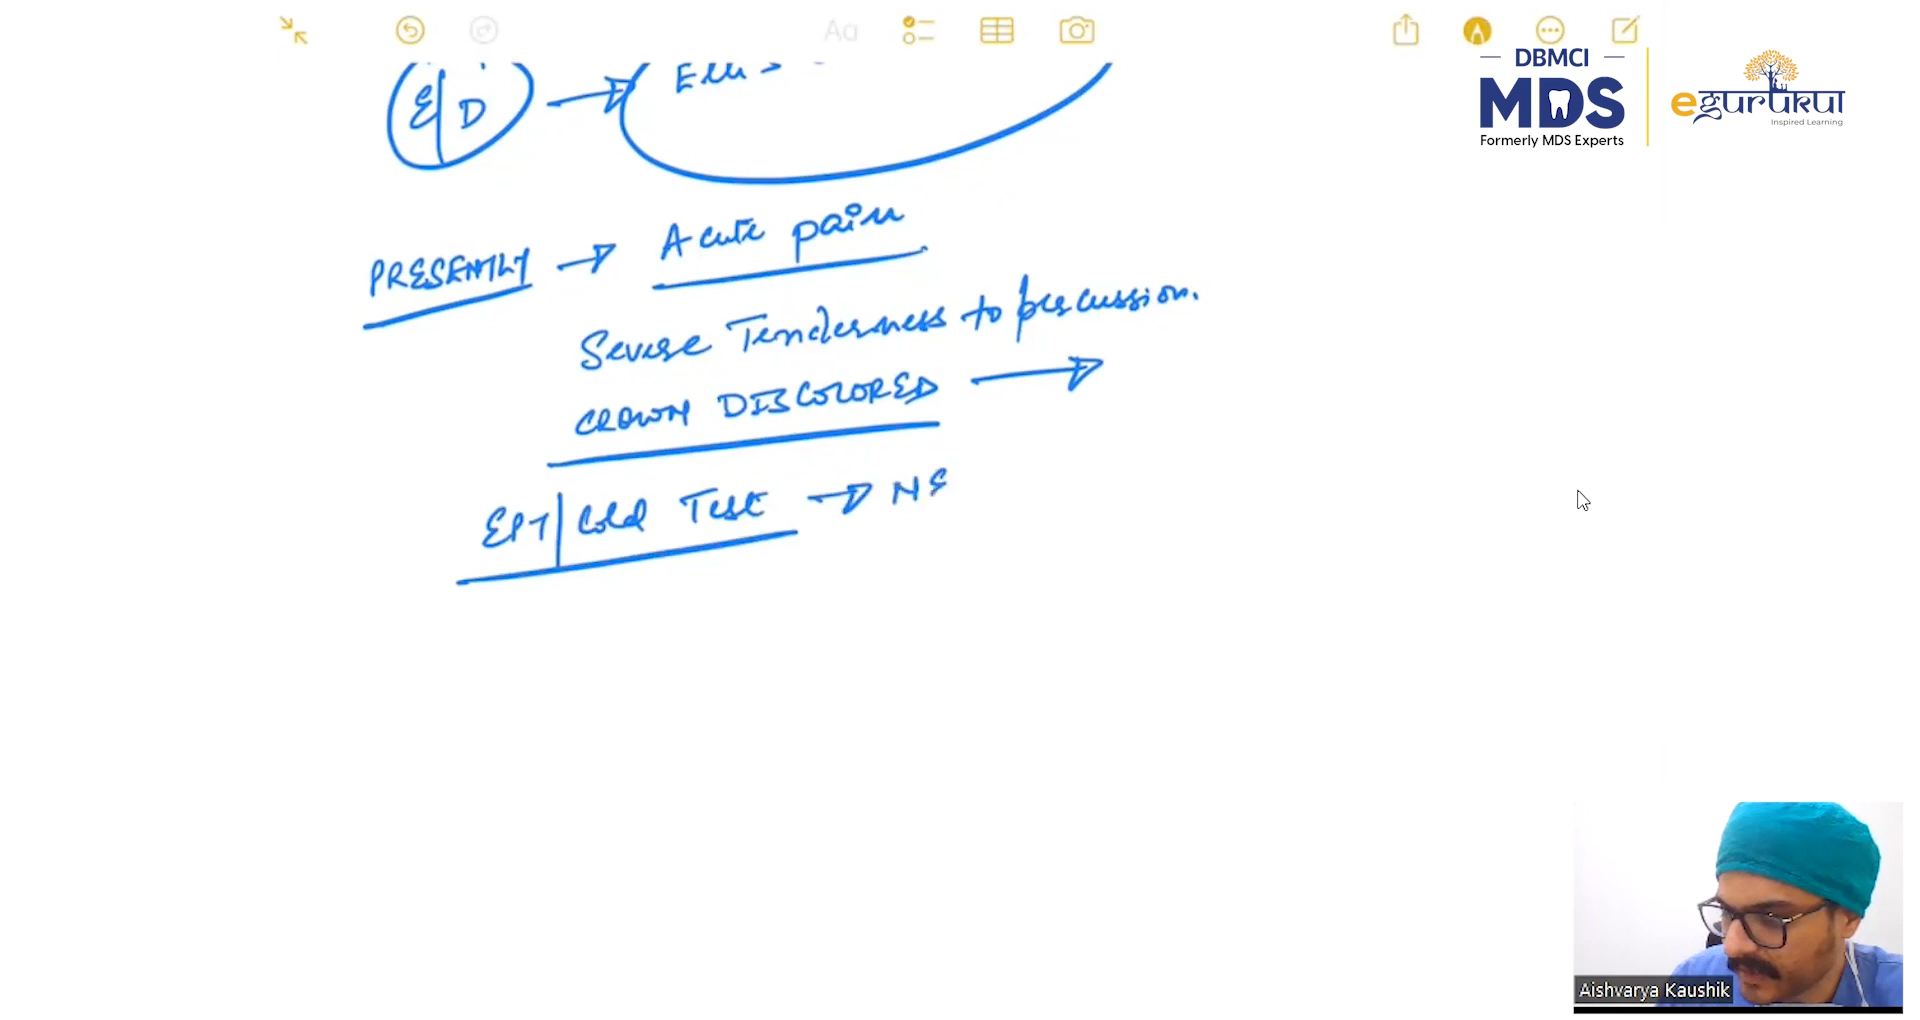 Aa
DBMCI
MDS
Formerly MDS Experts
egurukul
Inspired Learning
E|D
PRESENTLY → Acute pain
Severe Tenderness to percussion.
CROWN DISCOLORED →
EPT|Cold Test → NE
Aishvarya Kaushik